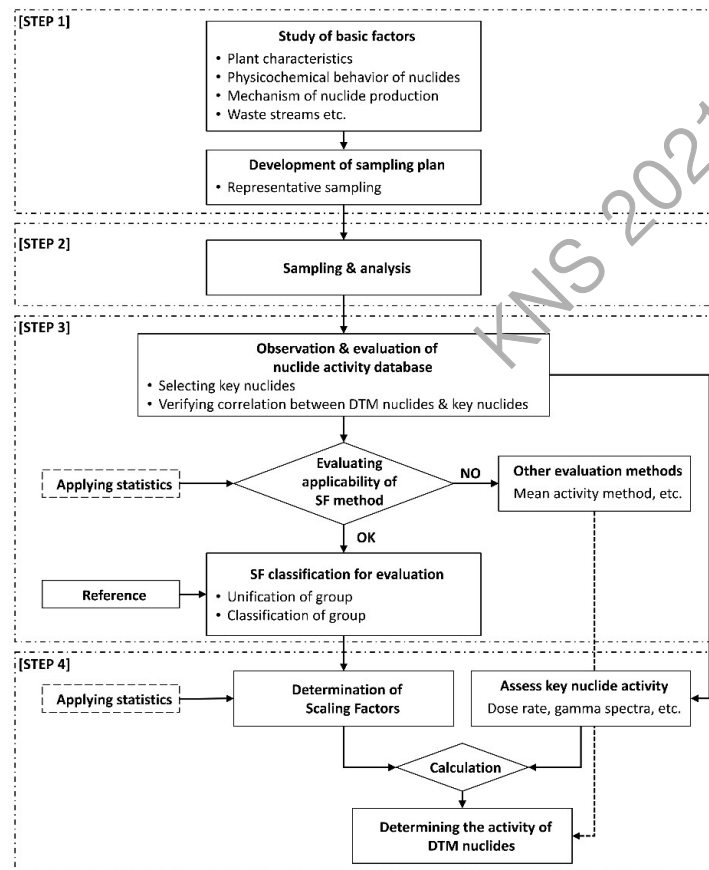 [STEP 1]
Study of basic factors
• Plant characteristics
• Physicochemical behavior of nuclides
• Mechanism of nuclide production
• Waste streams etc.
Development of sampling plan
• Representative sampling
[STEP 2]
Sampling & analysis
KNS 2021
[STEP 3]
Observation & evaluation of
nuclide activity database
• Selecting key nuclides
• Verifying correlation between DTM nuclides & key nuclides
Applying statistics
Evaluating
applicability of
SF method
NO
Other evaluation methods
Mean activity method, etc.
OK
Reference
SF classification for evaluation
• Unification of group
• Classification of group
[STEP 4]
Applying statistics
Determination of
Scaling Factors
Assess key nuclide activity
Dose rate, gamma spectra, etc.
Calculation
Determining the activity of
DTM nuclides